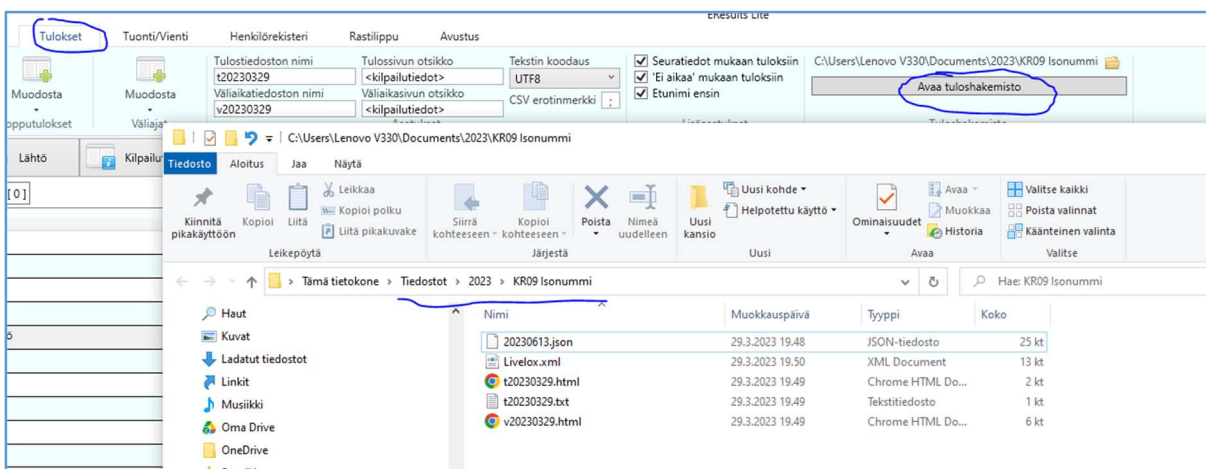 EResults Lite
Tulokset Tuonti/Vienti Henkilörekisteri Rastilippu Avustus
Tulostiedoston nimi Tulossivun otsikko Tekstin koodaus Seuratiedot mukaan tuloksiin C:\Users\Lenovo V330\Documents\2023\KR09 Isonummi
t20230329 <kilpailutiedot> UTF8 'Ei aikaa' mukaan tuloksiin Avaa tuloshakemisto
Muodosta Muodosta Väliaikatiedoston nimi Väliaikasivun otsikko CSV erotinmerkki ; Etunimi ensin
v20230329 <kilpailutiedot>
opputulokset Väliajat
Lähtö Kilpailu
[0]
C:\Users\Lenovo V330\Documents\2023\KR09 Isonummi
Tiedosto Aloitus Jaa Näytä
Kiinnitä pikakäyttöön Kopioi Liitä Leikkaa Kopioi polku Liitä pikakuvake
Siirrä kohteeseen Kopioi kohteeseen Poista Nimeä uudelleen
Uusi kansio Uusi kohde Helpotettu käyttö
Ominaisuudet Avaa Muokkaa Historia
Valitse kaikki Poista valinnat Käänteinen valinta
Leikepöytä Järjestä Uusi Avaa Valitse
Tämä tietokone > Tiedostot > 2023 > KR09 Isonummi Hae: KR09 Isonummi
Haut
Kuvat
Ladatut tiedostot
Linkit
Musiikki
Oma Drive
OneDrive
Nimi Muokkauspäivä Tyyppi Koko
20230613.json 29.3.2023 19.48 JSON-tiedosto 25 kt
Livelox.xml 29.3.2023 19.50 XML Document 13 kt
t20230329.html 29.3.2023 19.49 Chrome HTML Do... 2 kt
t20230329.txt 29.3.2023 19.49 Tekstitiedosto 1 kt
v20230329.html 29.3.2023 19.49 Chrome HTML Do... 6 kt